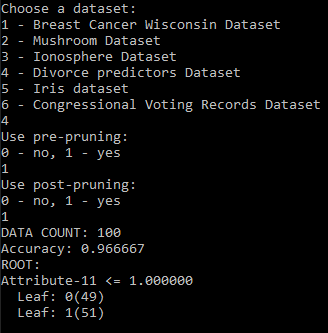 Choose a dataset:
1 - Breast Cancer Wisconsin Dataset
2 - Mushroom Dataset
3 - Ionosphere Dataset
4 - Divorce predictors Dataset
5 - Iris dataset
6 - Congressional Voting Records Dataset
4
Use pre-pruning:
0 - no, 1 - yes
1
Use post-pruning:
0 - no, 1 - yes
1
DATA COUNT: 100
Accuracy: 0.966667
ROOT:
Attribute-11 <= 1.000000
  Leaf: 0(49)
  Leaf: 1(51)